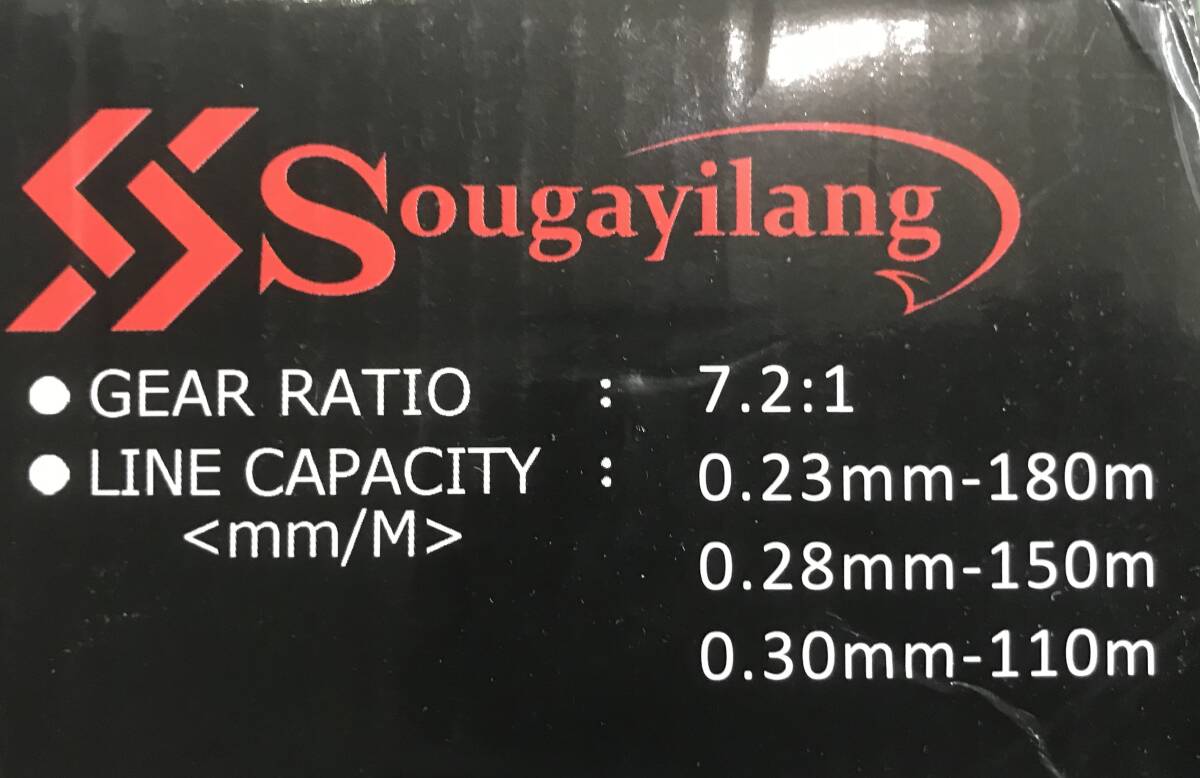 Sougayilang
● GEAR RATIO : 7.2:1
● LINE CAPACITY : 0.23mm-180m
<mm/M>
0.28mm-150m
0.30mm-110m